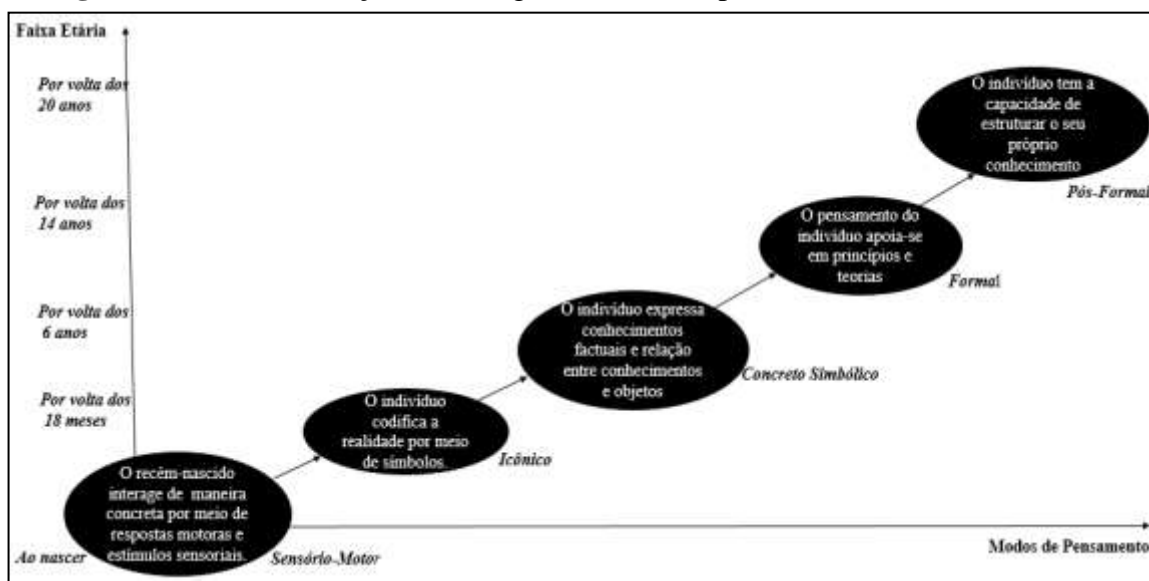 Faixa Etária
Por volta dos
20 anos
O indivíduo tem a
capacidade de
estruturar o seu
próprio
conhecimento
Pós-Formal
Por volta dos
14 anos
O pensamento do
indivíduo apoia-se
em princípios e
teorias
Formal
Por volta dos
6 anos
O indivíduo expressa
conhecimentos
factuais e relação
entre conhecimentos
e objetos
Concreto Simbólico
Por volta dos
18 meses
O indivíduo
codifica a
realidade por meio
de símbolos.
Icônico
O recém-nascido
interage de maneira
concreta por meio de
respostas motoras e
estímulos sensoriais.
Ao nascer
Sensório-Motor
Modos de Pensamento